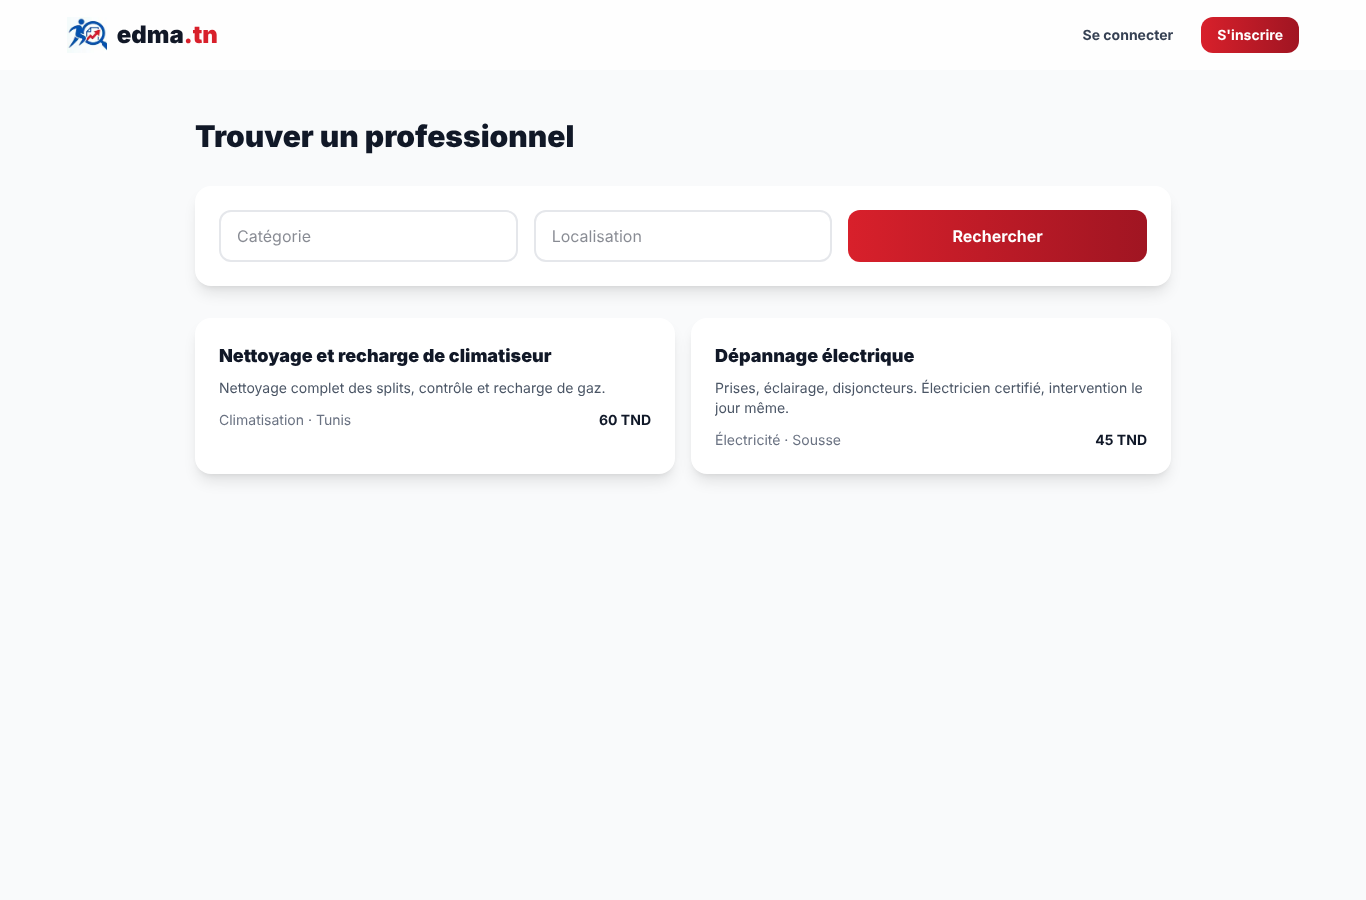 edma.tn
Se connecter
S'inscrire
Trouver un professionnel
Catégorie
Localisation
Rechercher
Nettoyage et recharge de climatiseur
Nettoyage complet des splits, contrôle et recharge de gaz.
Climatisation · Tunis
60 TND
Dépannage électrique
Prises, éclairage, disjoncteurs. Électricien certifié, intervention le
jour même.
Électricité · Sousse
45 TND